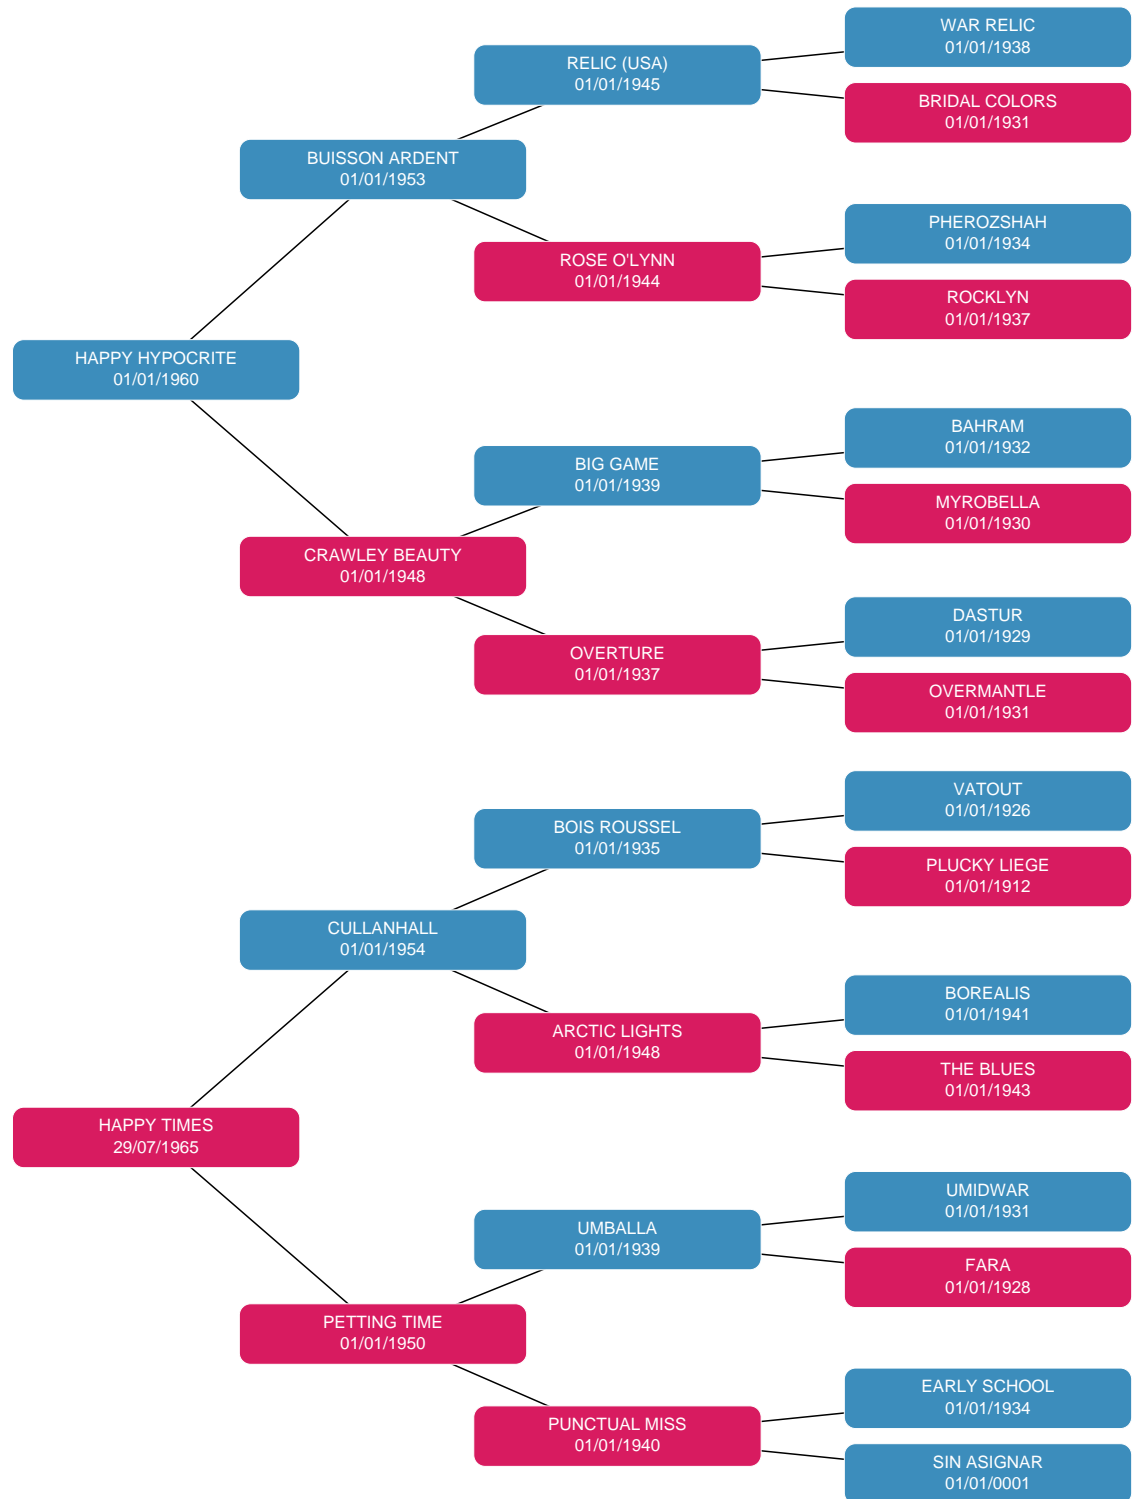 WAR RELIC
01/01/1938
RELIC (USA)
01/01/1945
BRIDAL COLORS
01/01/1931
BUISSON ARDENT
01/01/1953
PHEROZSHAH
01/01/1934
ROSE O'LYNN
01/01/1944
ROCKLYN
01/01/1937
HAPPY HYPOCRITE
01/01/1960
BAHRAM
01/01/1932
BIG GAME
01/01/1939
MYROBELLA
01/01/1930
CRAWLEY BEAUTY
01/01/1948
DASTUR
01/01/1929
OVERTURE
01/01/1937
OVERMANTLE
01/01/1931
VATOUT
01/01/1926
BOIS ROUSSEL
01/01/1935
PLUCKY LIEGE
01/01/1912
CULLANHALL
01/01/1954
BOREALIS
01/01/1941
ARCTIC LIGHTS
01/01/1948
THE BLUES
01/01/1943
HAPPY TIMES
29/07/1965
UMIDWAR
01/01/1931
UMBALLA
01/01/1939
FARA
01/01/1928
PETTING TIME
01/01/1950
EARLY SCHOOL
01/01/1934
PUNCTUAL MISS
01/01/1940
SIN ASIGNAR
01/01/0001